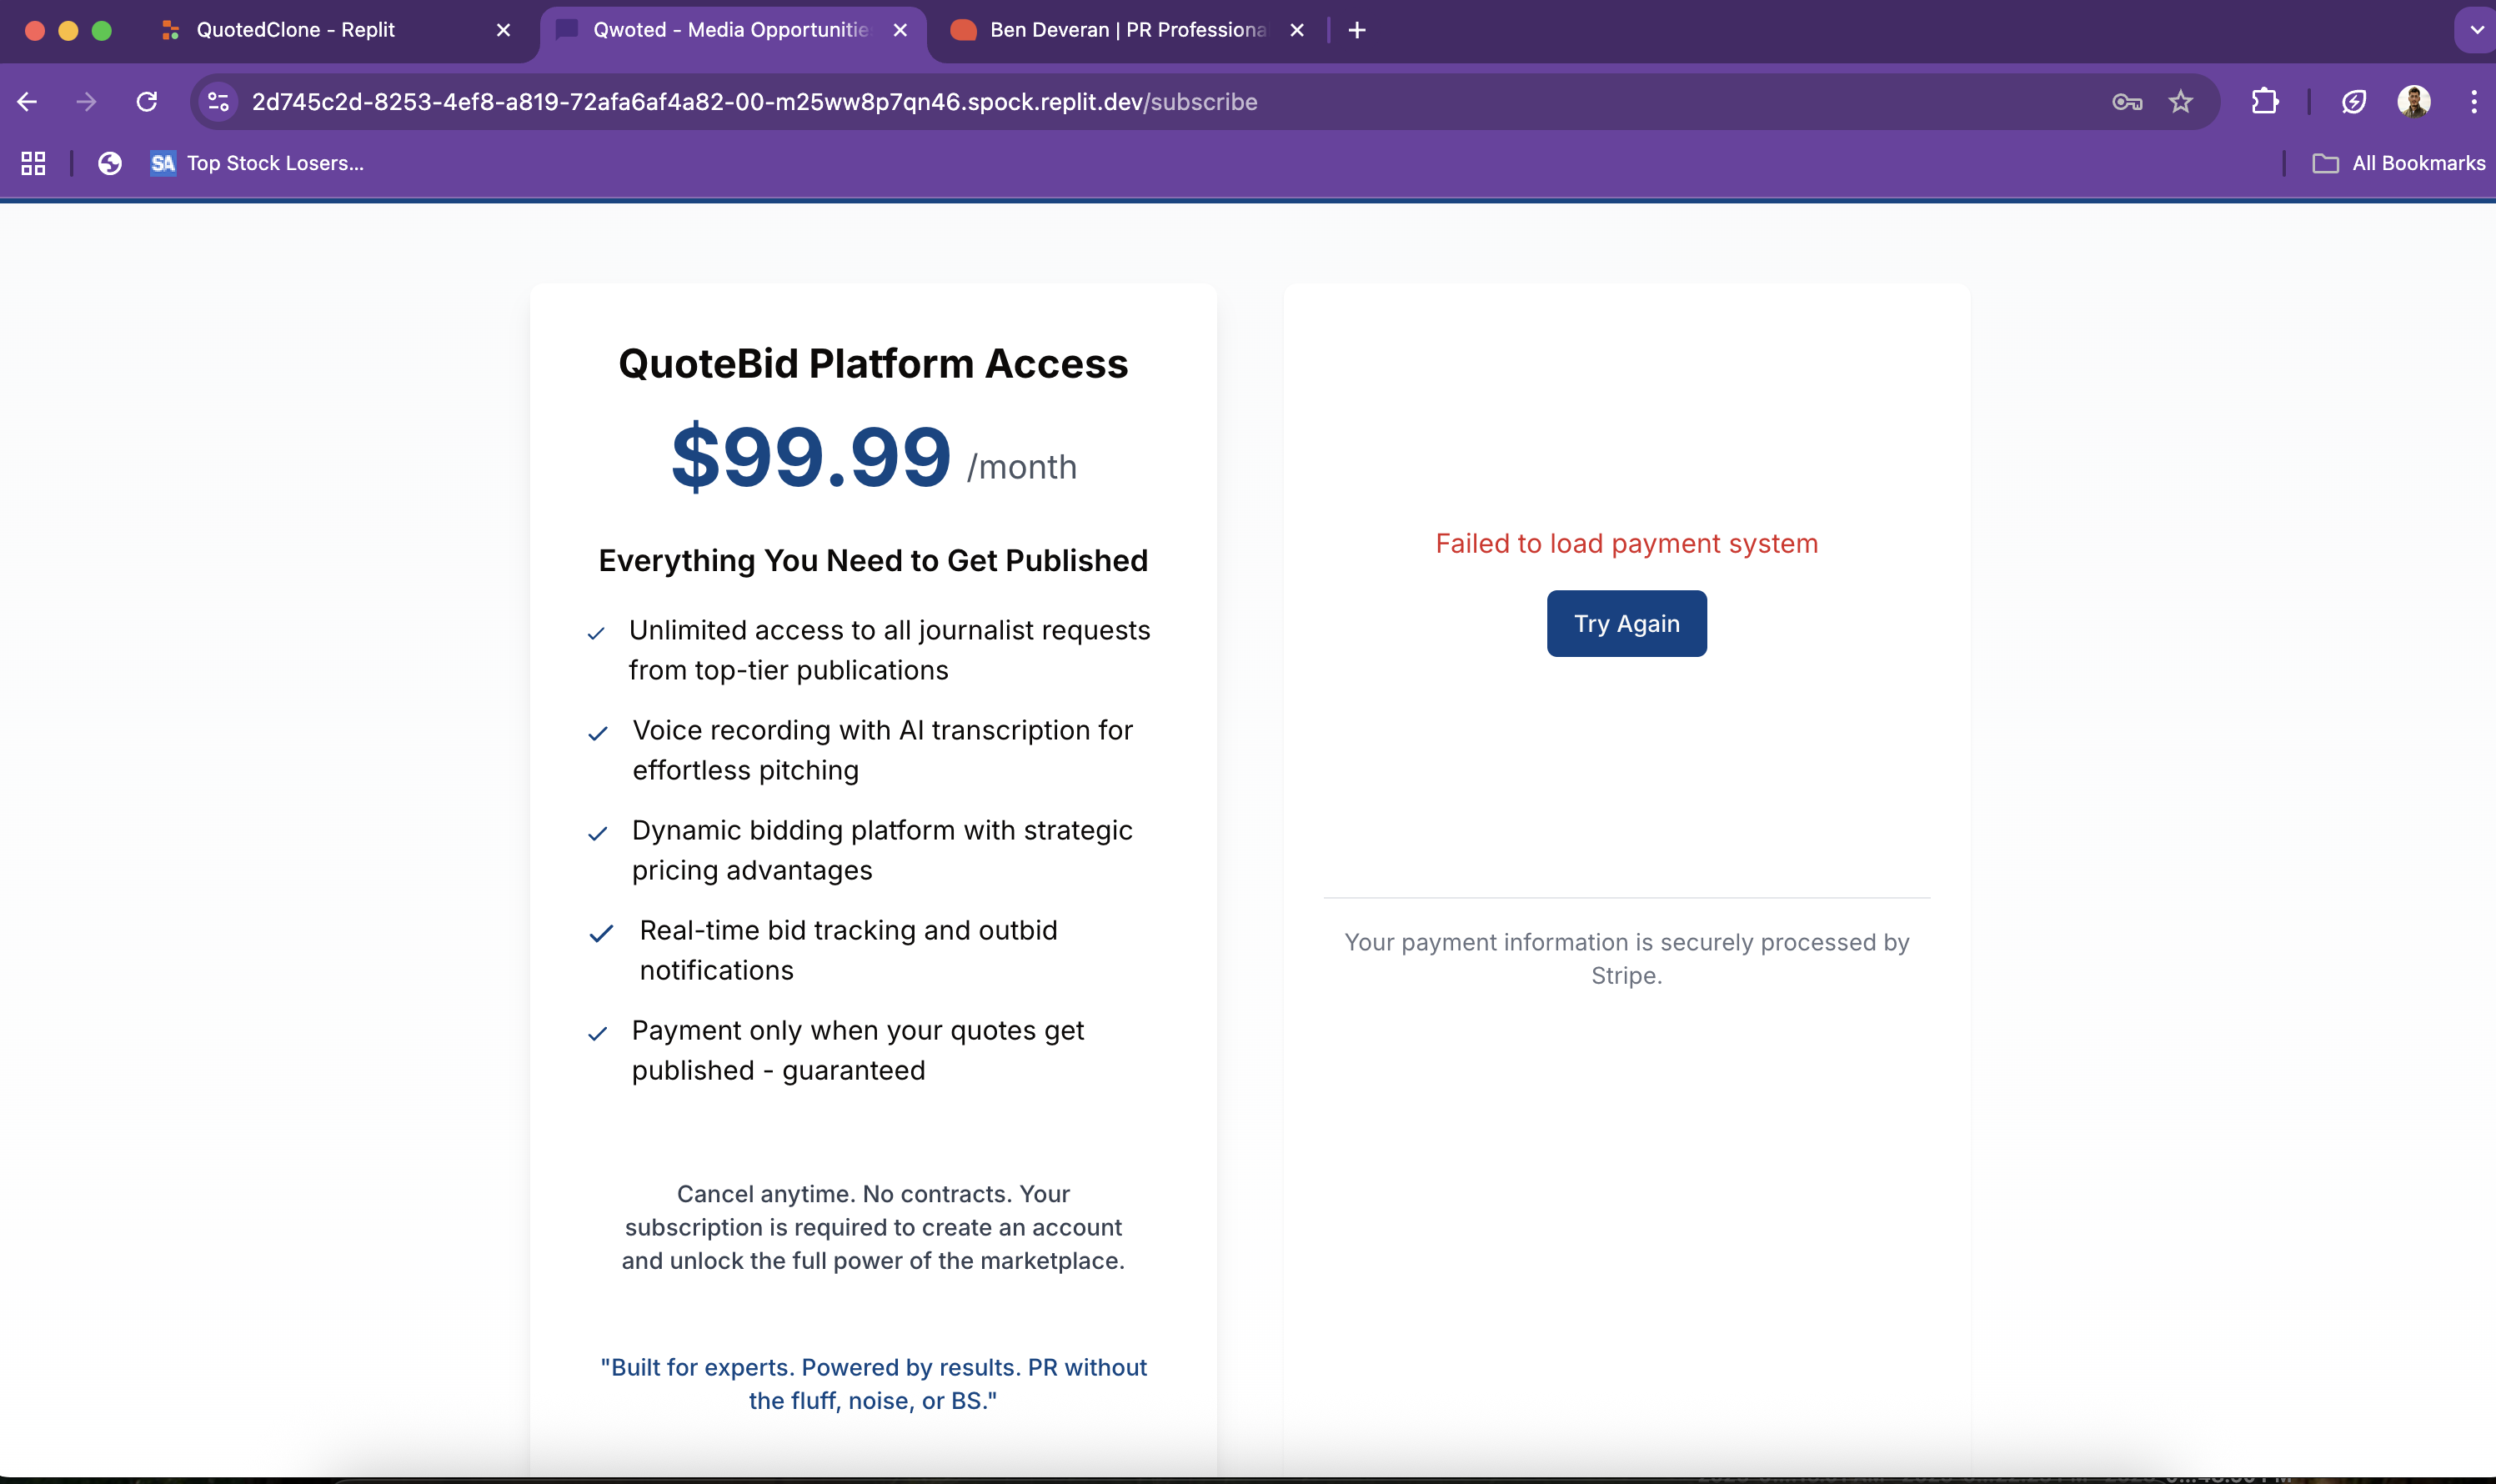 QuotedClone - Replit
Qwoted - Media Opportunitie
Ben Deveran | PR Professiona
2d745c2d-8253-4ef8-a819-72afa6af4a82-00-m25ww8p7qn46.spock.replit.dev/subscribe
SA Top Stock Losers...
All Bookmarks
QuoteBid Platform Access
$99.99 /month
Everything You Need to Get Published
Unlimited access to all journalist requests
from top-tier publications
Voice recording with AI transcription for
effortless pitching
Dynamic bidding platform with strategic
pricing advantages
Real-time bid tracking and outbid
notifications
Payment only when your quotes get
published - guaranteed
Cancel anytime. No contracts. Your
subscription is required to create an account
and unlock the full power of the marketplace.
"Built for experts. Powered by results. PR without
the fluff, noise, or BS."
Failed to load payment system
Try Again
Your payment information is securely processed by
Stripe.